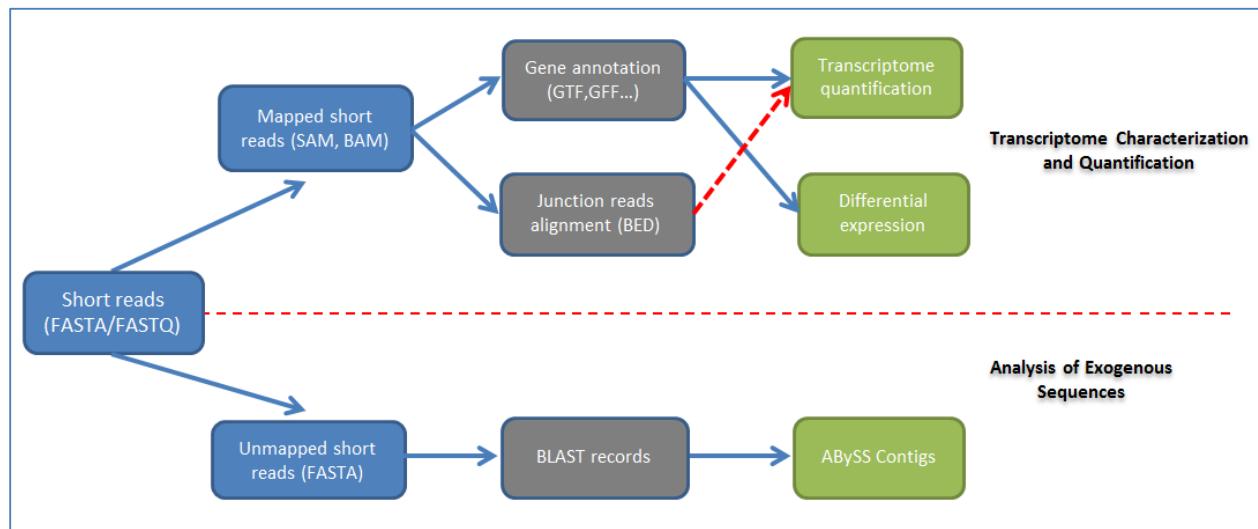 Gene annotation
(GTF,GFF...)
Transcriptome
quantification
Mapped short
reads (SAM, BAM)
Transcriptome Characterization
and Quantification
Junction reads
alignment (BED)
Differential
expression
Short reads
(FASTA/FASTQ)
Analysis of Exogenous
Sequences
Unmapped short
reads (FASTA)
BLAST records
ABySS Contigs